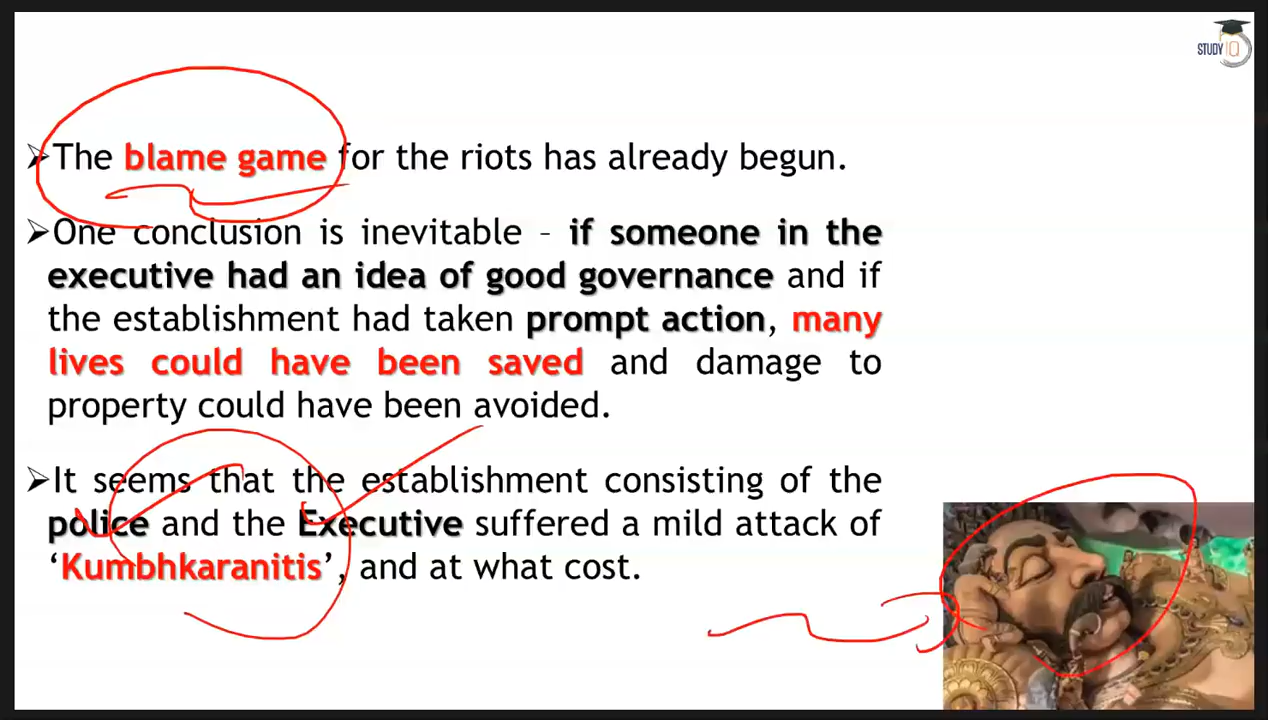 STUDY IQ
➢The blame game for the riots has already begun.
➢One conclusion is inevitable – if someone in the
executive had an idea of good governance and if
the establishment had taken prompt action, many
lives could have been saved and damage to
property could have been avoided.
➢It seems that the establishment consisting of the
police and the Executive suffered a mild attack of
‘Kumbhkaranitis’, and at what cost.